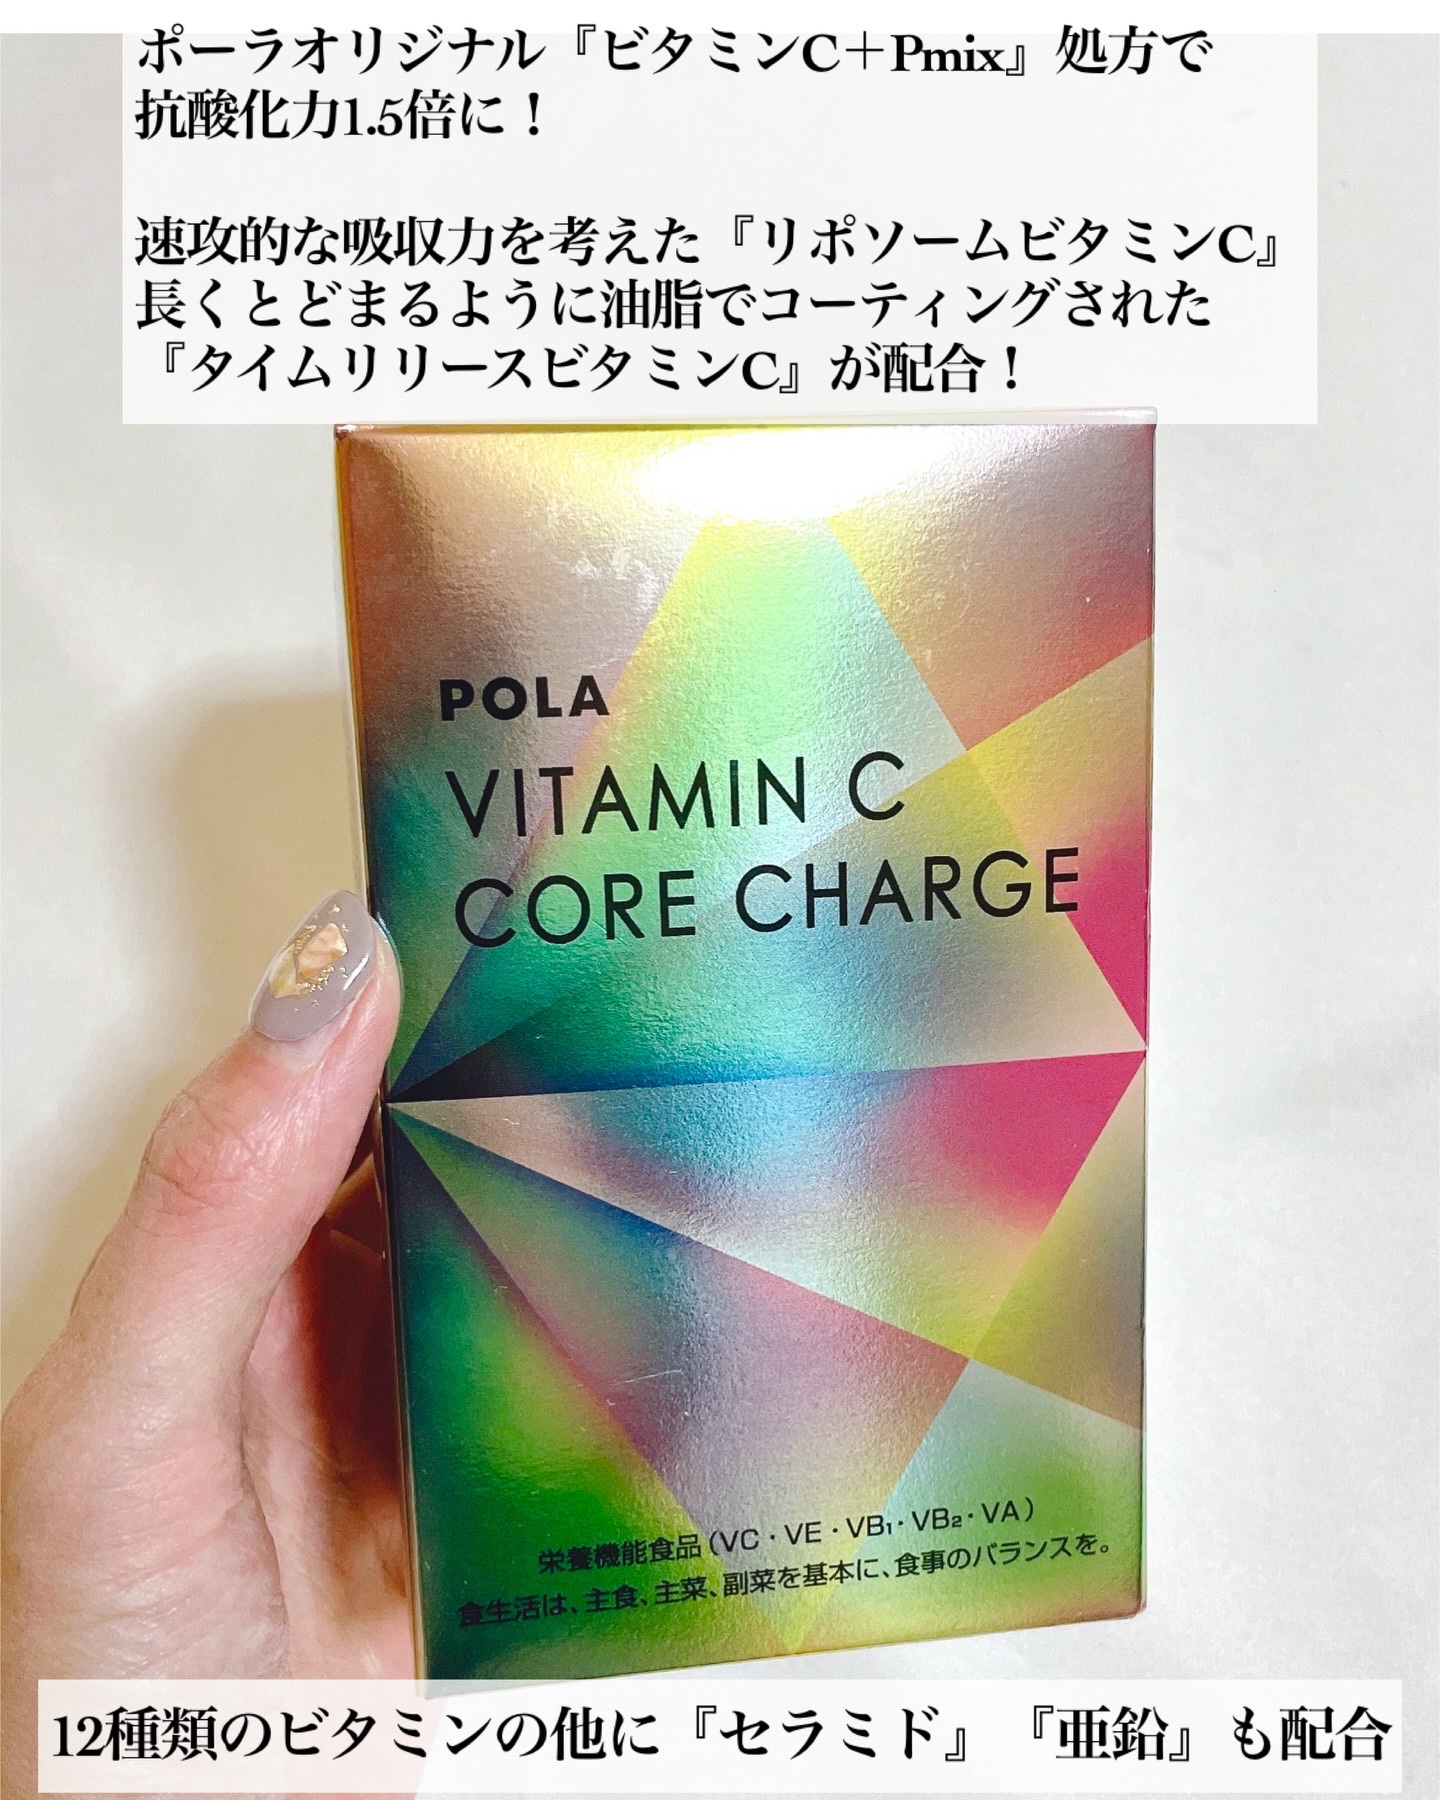 ポーラオリジナル『ビタミンC＋Pmix』処方で
抗酸化力1.5倍に！
速攻的な吸収力を考えた『リポソームビタミンC』
長くとどまるように油脂でコーティングされた
『タイムリリースビタミンC』が配合！
POLA
VITAMIN C
CORE CHARGE
栄養機能食品（VC・VE・VB₁・VB₂・VA）
食生活は、主食、主菜、副菜を基本に、食事のバランスを。
12種類のビタミンの他に『セラミド』『亜鉛』も配合